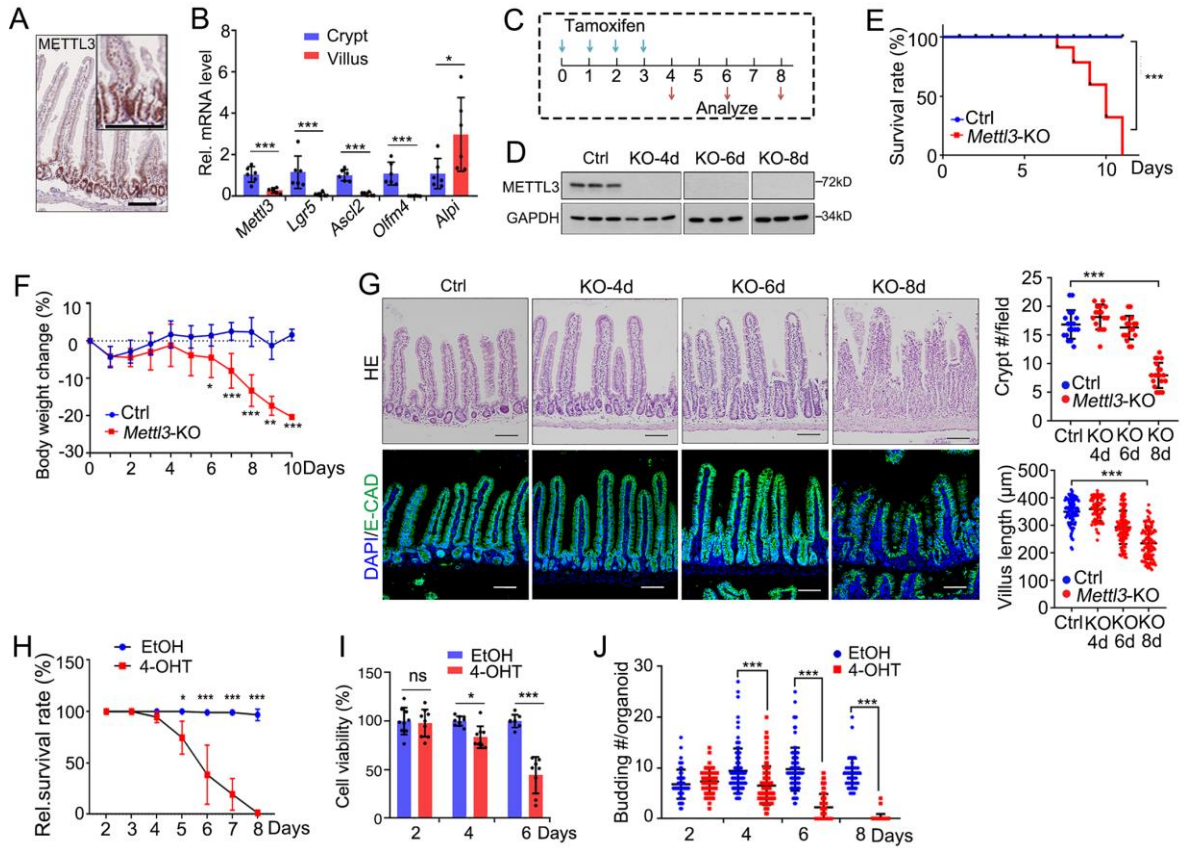 A
METTL3
B
Rel. mRNA level
8
6
4
2
0
Crypt
Villus
***
***
***
***
*
Mettl3
Lgr5
Ascl2
Olfm4
Alpi
C
Tamoxifen
0 1 2 3 4 5 6 7 8
Analyze
D
Ctrl KO-4d KO-6d KO-8d
METTL3
–72kD
GAPDH
–34kD
E
Survival rate (%)
100
50
0
Ctrl
Mettl3-KO
***
0 5 10 Days
F
Body weight change (%)
10
0
-10
-20
-30
Ctrl
Mettl3-KO
* *** *** ** ***
0 2 4 6 8 10Days
G
Ctrl KO-4d KO-6d KO-8d
HE
DAPI/E-CAD
Crypt #/field
25
20
15
10
5
0
***
Ctrl
Mettl3-KO
Ctrl KO KO KO
4d 6d 8d
Villus length (μm)
500
400
300
200
100
0
***
Ctrl
Mettl3-KO
Ctrl KO KO KO
4d 6d 8d
H
EtOH
4-OHT
Rel.survival rate (%)
150
100
50
0
* *** *** ***
2 3 4 5 6 7 8 Days
I
EtOH
4-OHT
Cell viability (%)
150
100
50
0
ns
*
***
2 4 6 Days
J
EtOH
4-OHT
Budding #/organoid
30
20
10
0
***
***
***
2 4 6 8 Days